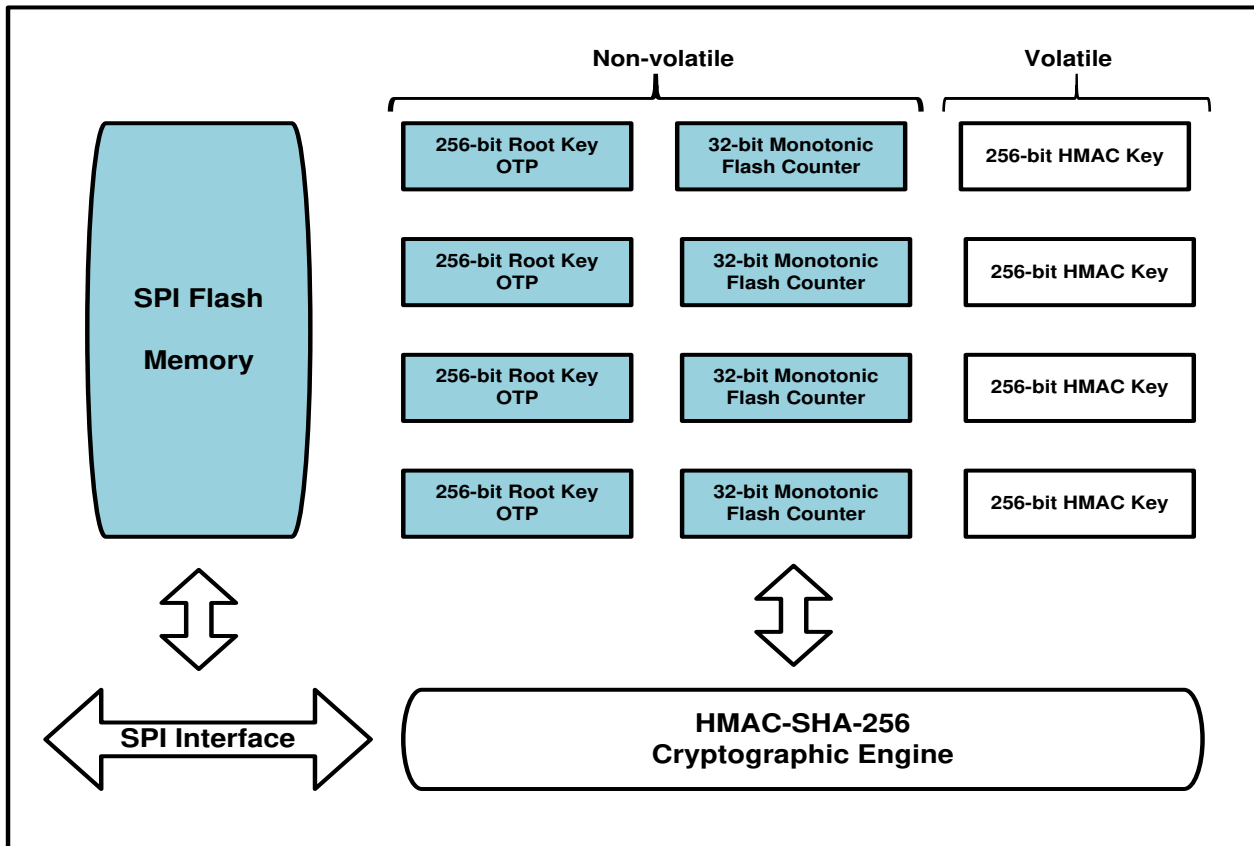 Non-volatile
Volatile
SPI Flash
Memory
256-bit Root Key
OTP
32-bit Monotonic
Flash Counter
256-bit HMAC Key
256-bit Root Key
OTP
32-bit Monotonic
Flash Counter
256-bit HMAC Key
256-bit Root Key
OTP
32-bit Monotonic
Flash Counter
256-bit HMAC Key
256-bit Root Key
OTP
32-bit Monotonic
Flash Counter
256-bit HMAC Key
SPI Interface
HMAC-SHA-256
Cryptographic Engine